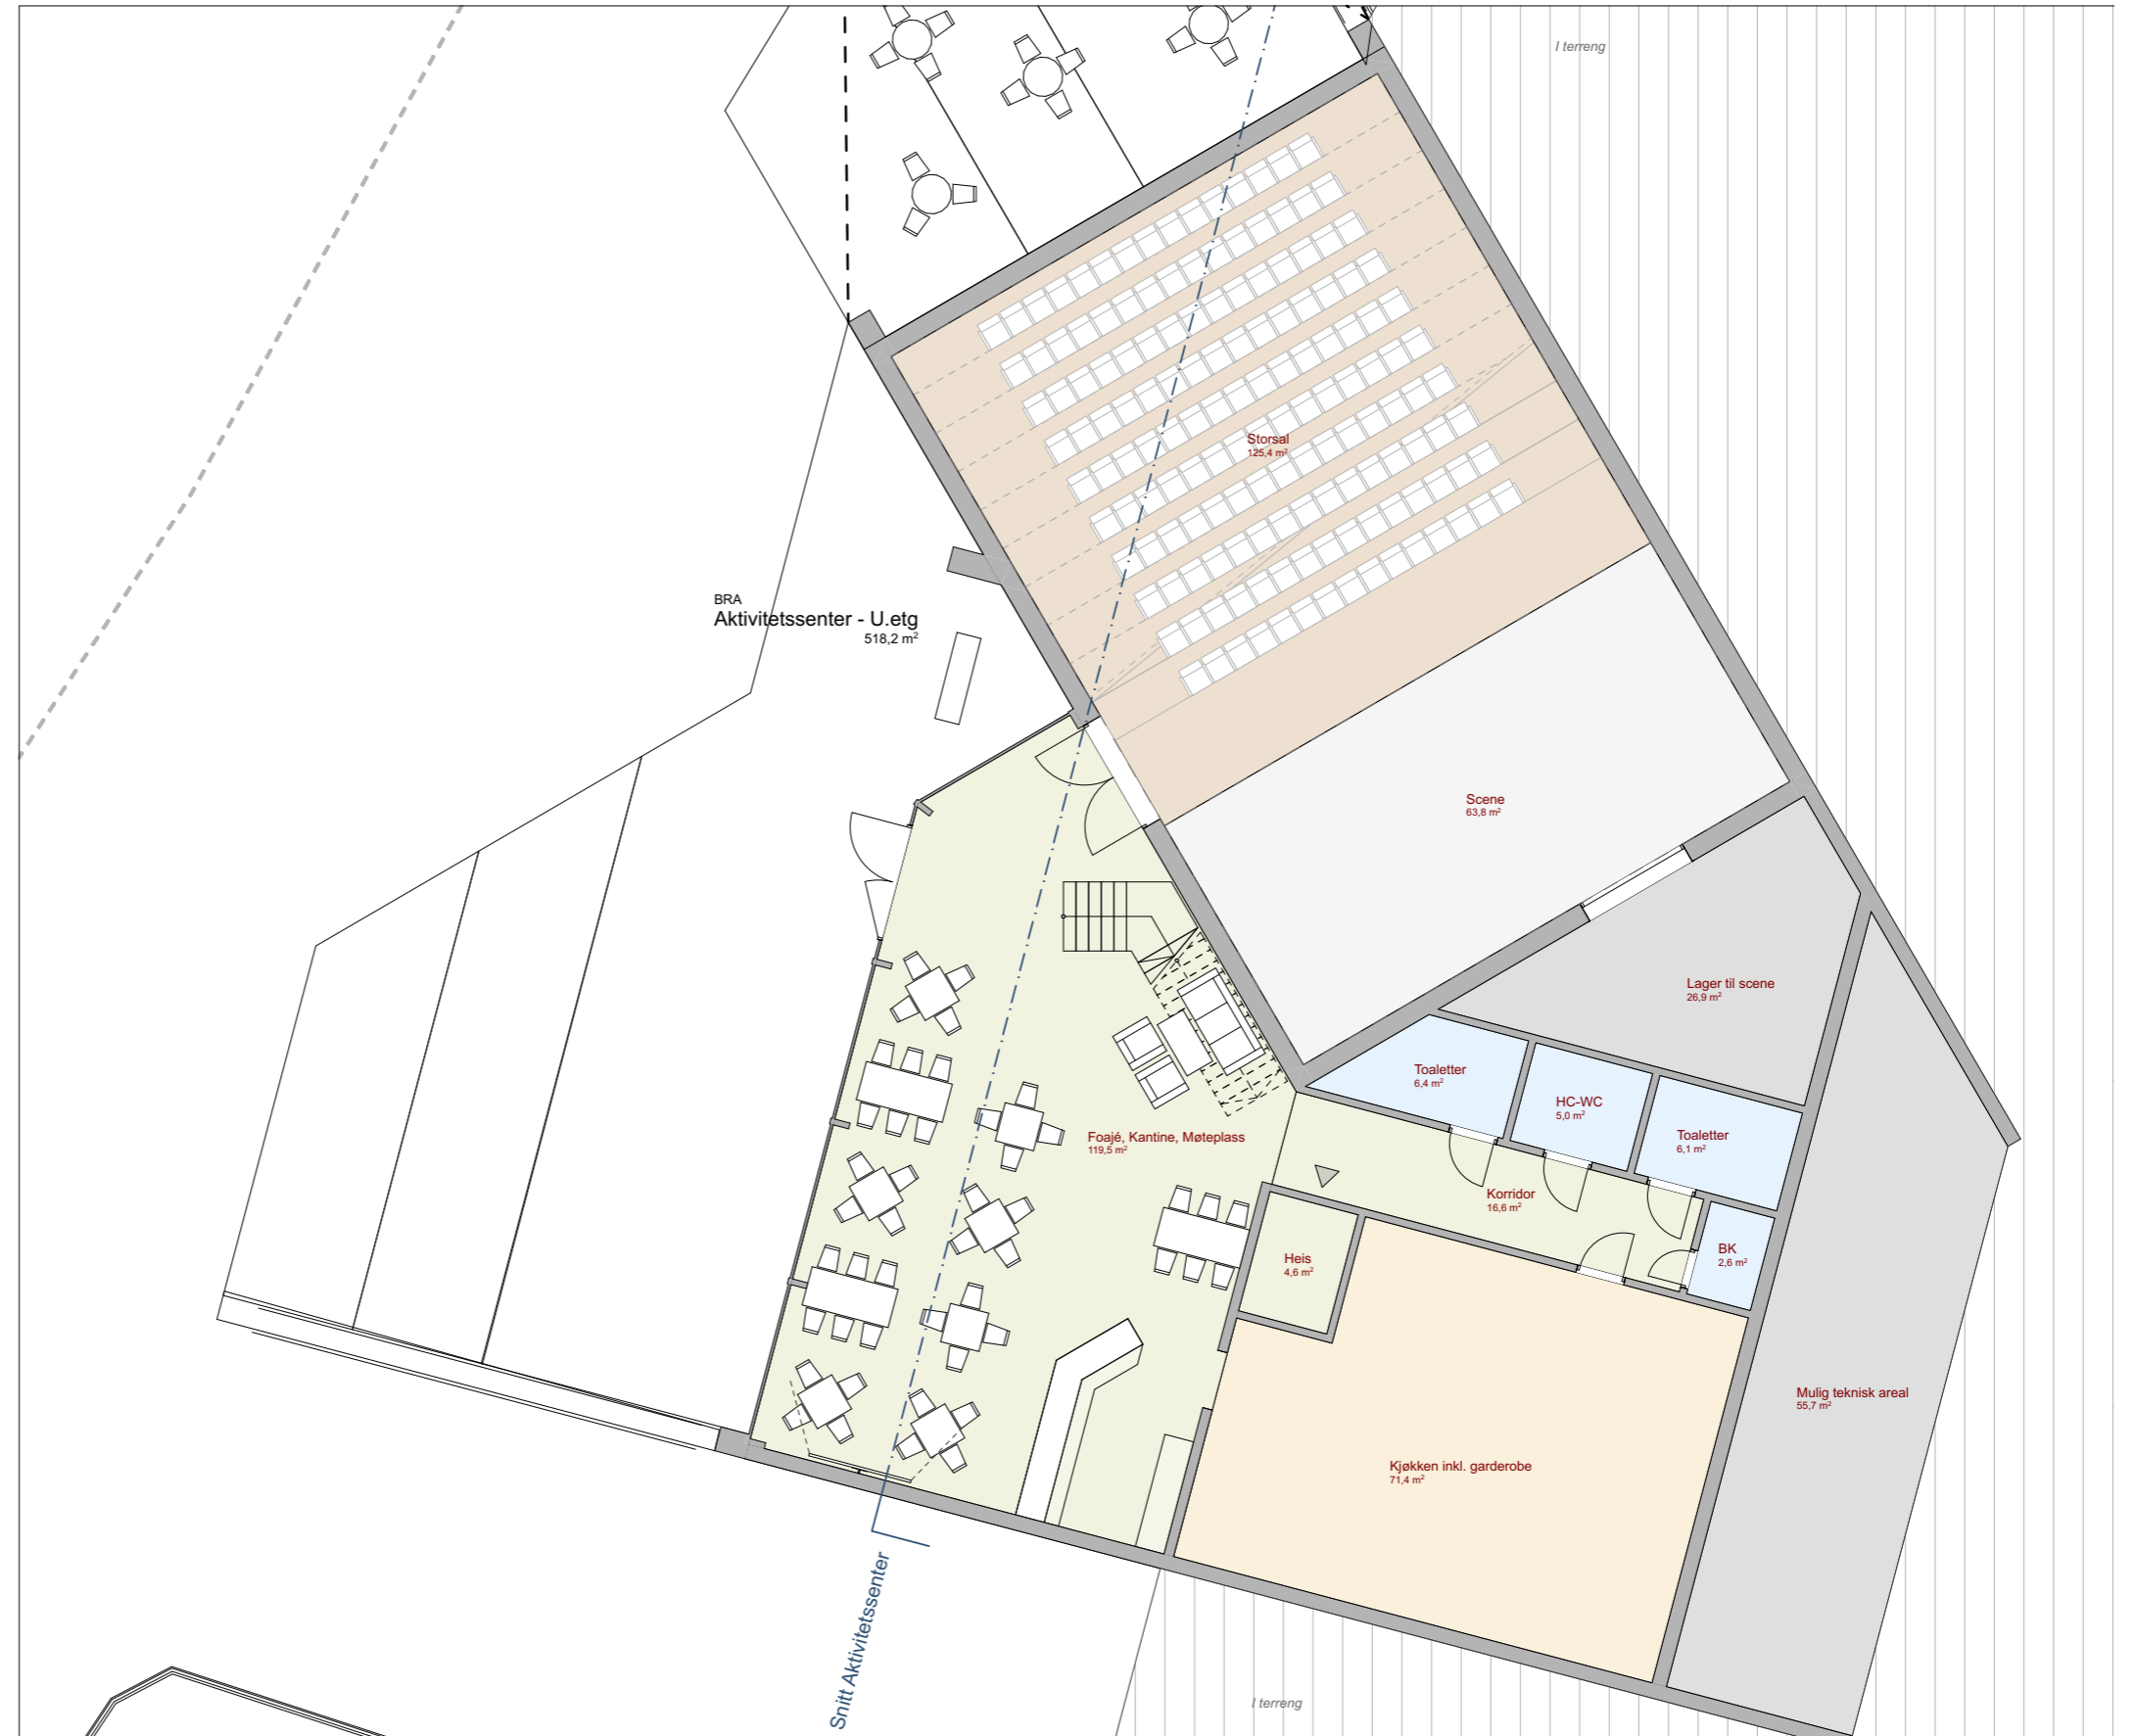 I terreng
Storsal
125,4 m²
BRA
Aktivitetssenter - U.etg
518,2 m²
Scene
63,8 m²
Lager til scene
26,9 m²
Toaletter
6,4 m²
HC-WC
5,0 m²
Toaletter
6,1 m²
Foajé, Kantine, Møteplass
119,5 m²
Korridor
16,6 m²
BK
2,6 m²
Heis
4,6 m²
Mulig teknisk areal
55,7 m²
Kjøkken inkl. garderobe
71,4 m²
Snitt Aktivitetssenter
I terreng